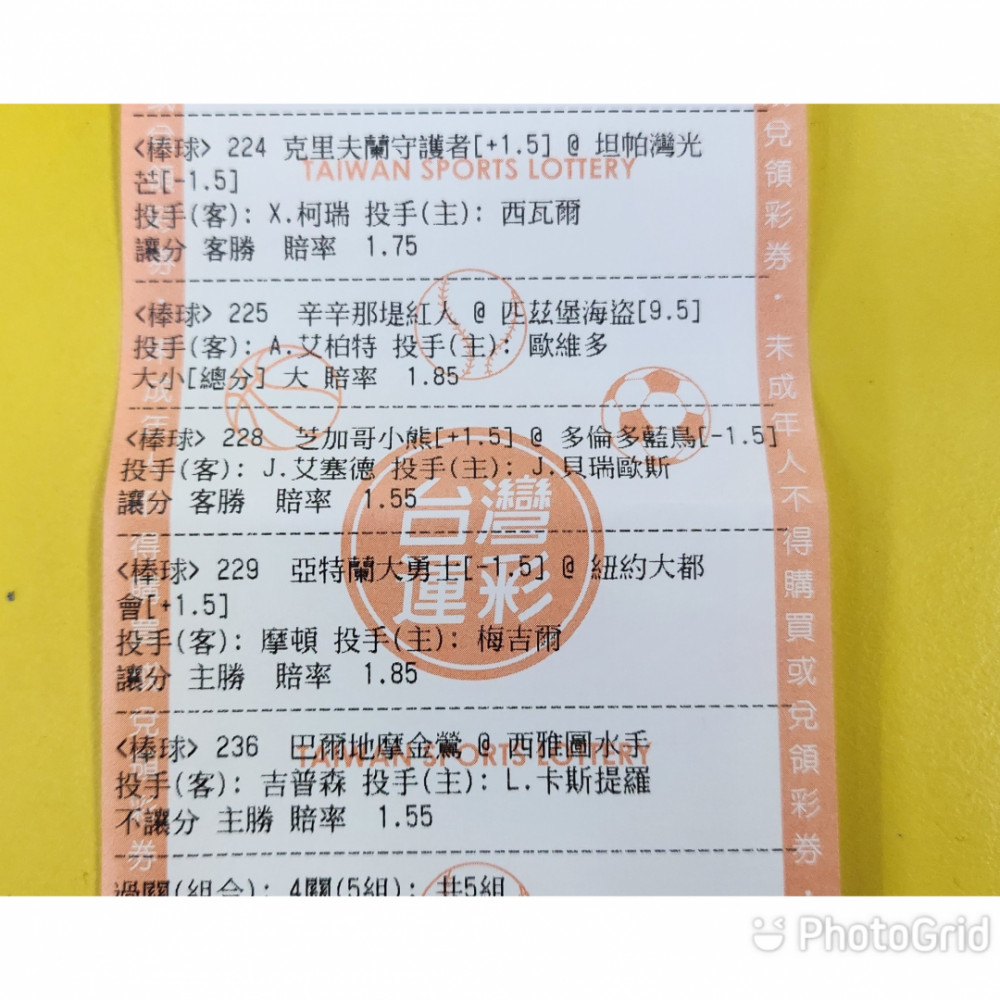 <棒球> 224 克里夫蘭守護者[+1.5] @ 坦帕灣光
芒[-1.5]
TAIWAN SPORTS LOTTERY
投手(客): X.柯瑞 投手(主): 西瓦爾
讓分 客勝 賠率 1.75
<棒球> 225 辛辛那堤紅人 @ 匹茲堡海盜[9.5]
投手(客): A.艾柏特 投手(主): 歐維多
大小[總分] 大 賠率 1.85
<棒球> 228 芝加哥小熊[+1.5] @ 多倫多藍鳥[-1.5]
投手(客): J.艾塞德 投手(主): J.貝瑞歐斯
讓分 客勝 賠率 1.55
台灣
運彩
<棒球> 229 亞特蘭大勇士[-1.5] @ 紐約大都
會[+1.5]
投手(客): 摩頓 投手(主): 梅吉爾
讓分 主勝 賠率 1.85
<棒球> 236 巴爾地摩金鶯 @ 西雅圖水手
TAIWAN SPORTS LOTTERY
投手(客): 吉普森 投手(主): L.卡斯提羅
不讓分 主勝 賠率 1.55
過關(組合): 4關(5組): 共5組
兌領彩券・未成年人不得購買或兌領彩券・
PhotoGrid